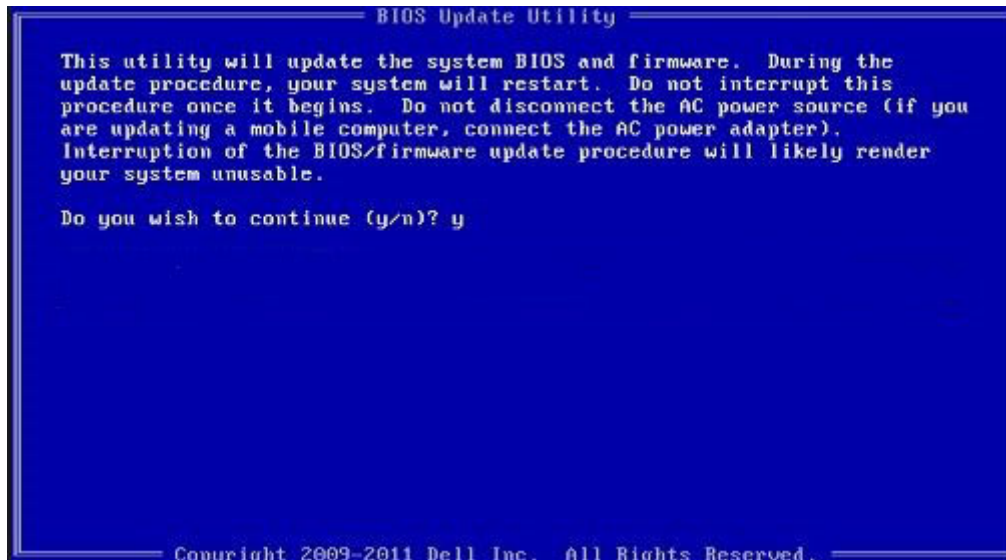 BIOS Update Utility
This utility will update the system BIOS and firmware. During the
update procedure, your system will restart. Do not interrupt this
procedure once it begins. Do not disconnect the AC power source (if you
are updating a mobile computer, connect the AC power adapter).
Interruption of the BIOS/firmware update procedure will likely render
your system unusable.
Do you wish to continue (y/n)? y
Copyright 2009-2011 Dell Inc. All Rights Reserved.